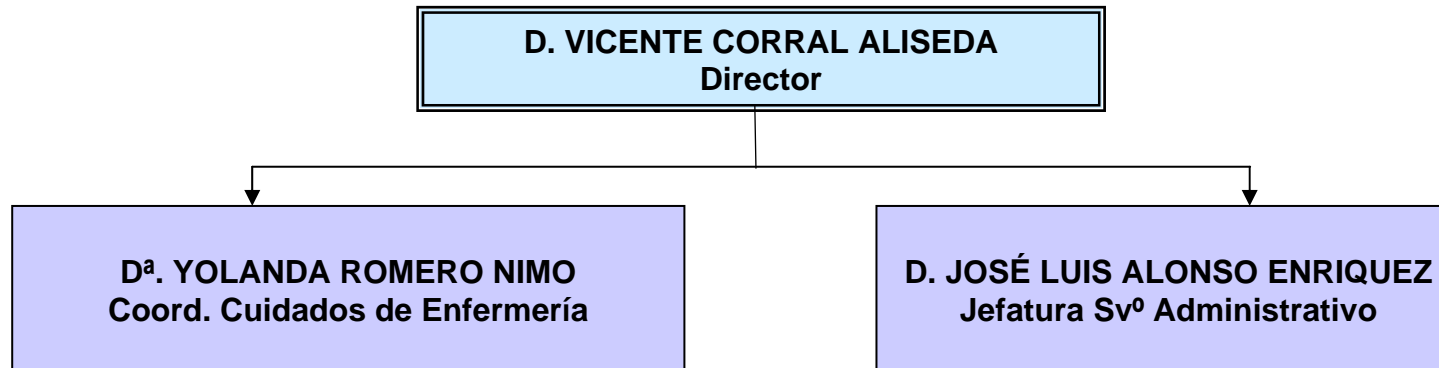 D. VICENTE CORRAL ALISEDA
Director
Dª. YOLANDA ROMERO NIMO
Coord. Cuidados de Enfermería
D. JOSÉ LUIS ALONSO ENRIQUEZ
Jefatura Svº Administrativo